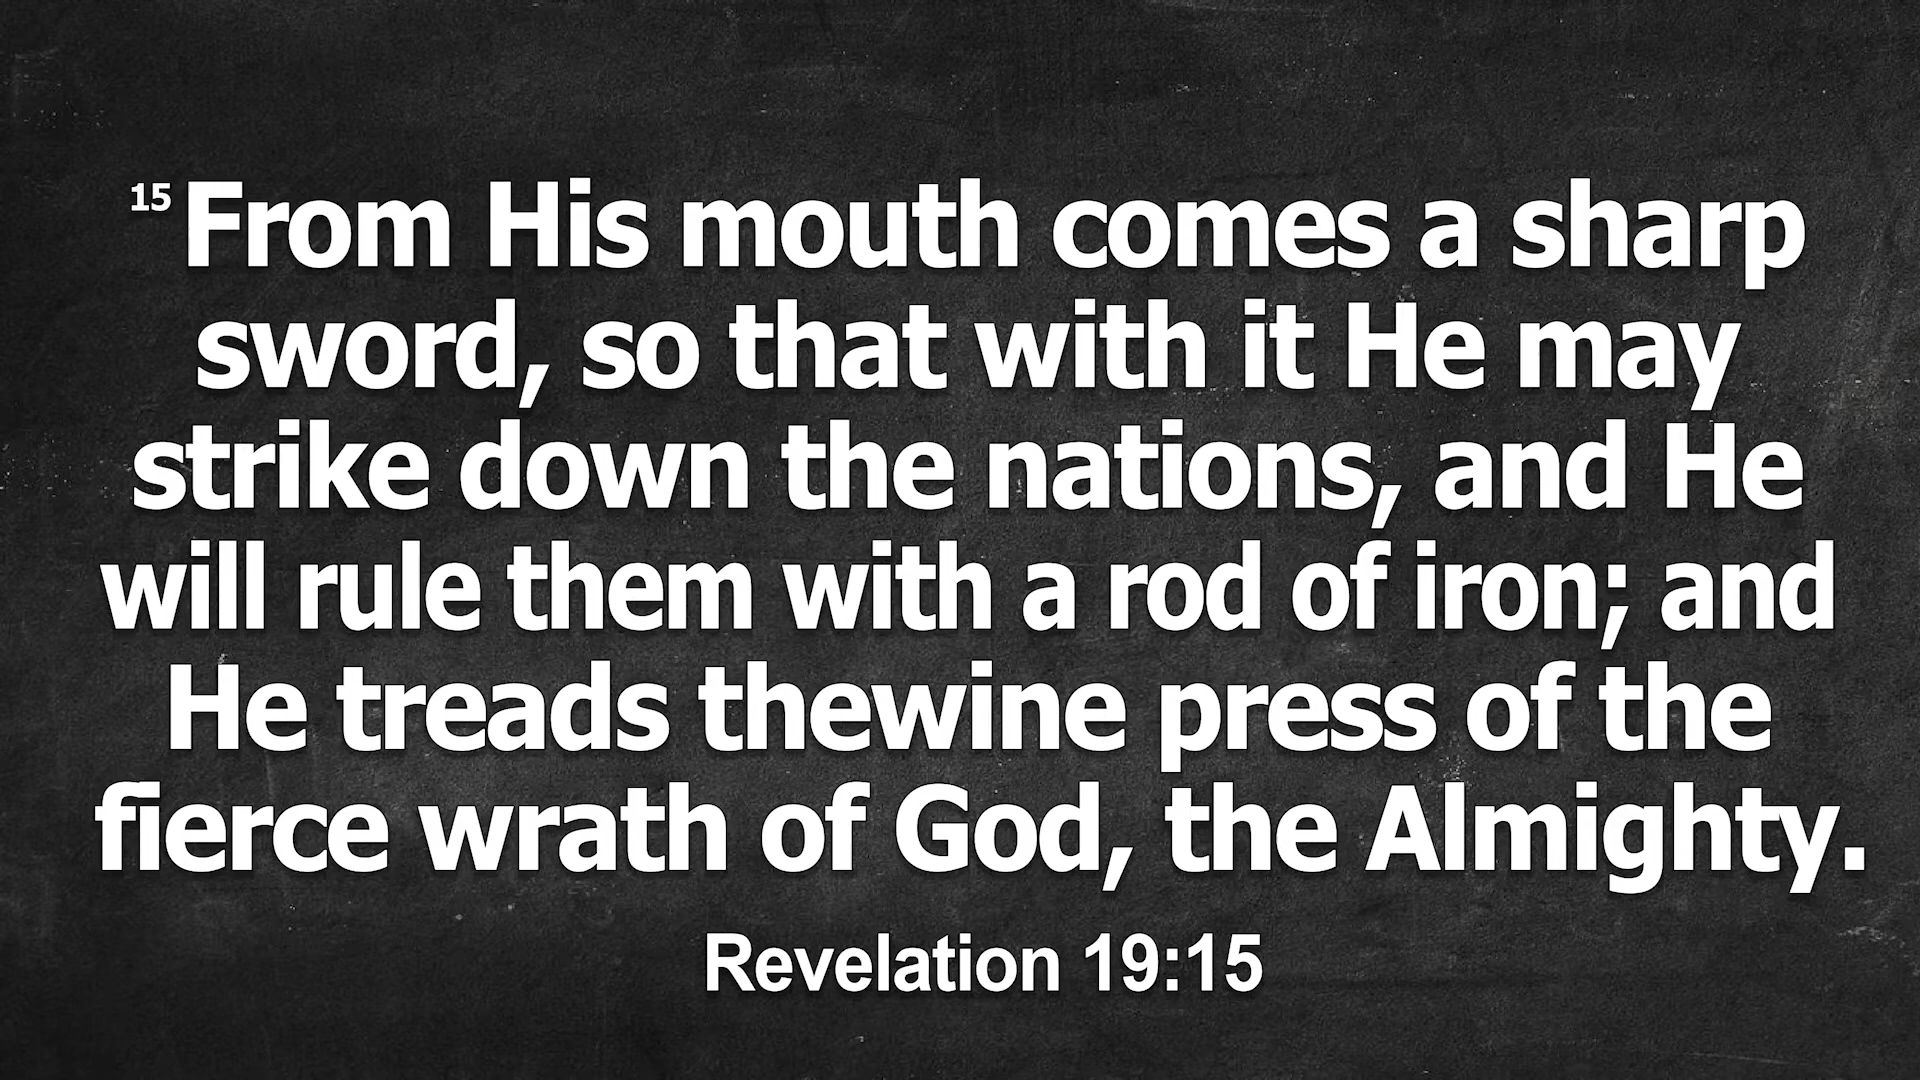 15 From His mouth comes a sharp
sword, so that with it He may
strike down the nations, and He
will rule them with a rod of iron; and
He treads thewine press of the
fierce wrath of God, the Almighty.
Revelation 19:15